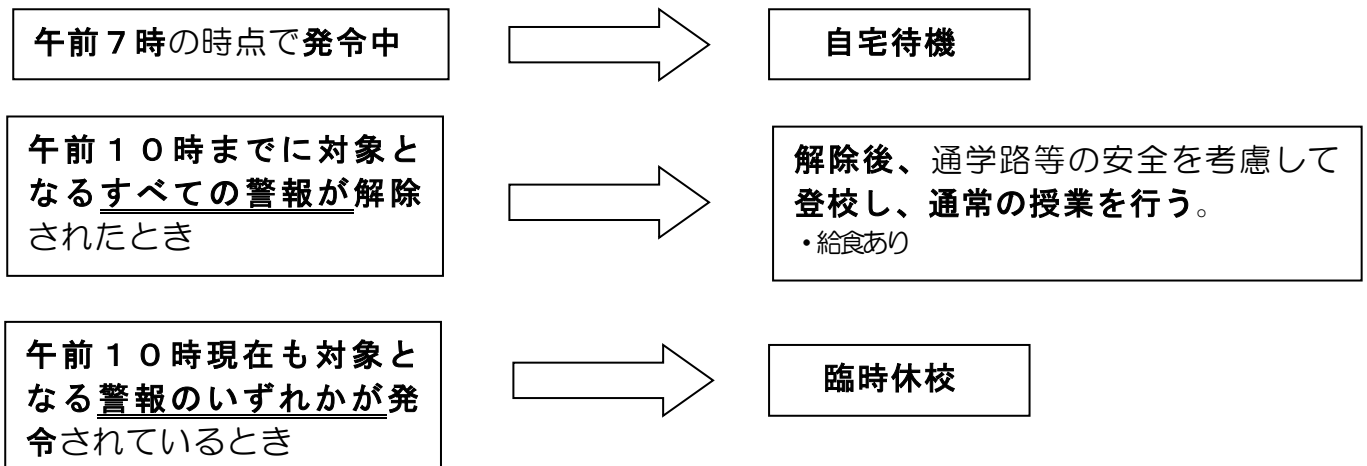 午前７時の時点で発令中
自宅待機
午前１０時までに対象と
なるすべての警報が解除
されたとき
解除後、通学路等の安全を考慮して
登校し、通常の授業を行う。
・給食あり
午前１０時現在も対象と
なる警報のいずれかが発
令されているとき
臨時休校